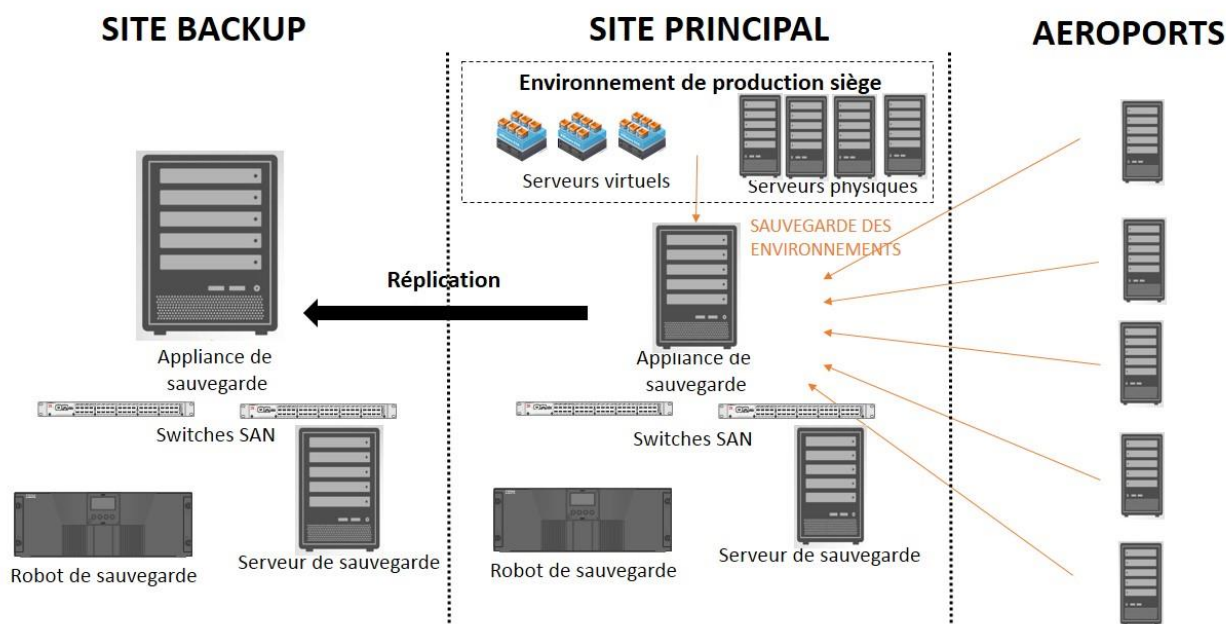 SITE BACKUP
SITE PRINCIPAL
AEROPORTS
Environnement de production siège
Serveurs virtuels
Serveurs physiques
SAUVEGARDE DES
ENVIRONNEMENTS
Réplication
Appliance de
sauvegarde
Appliance de
sauvegarde
Switches SAN
Switches SAN
Robot de sauvegarde
Serveur de sauvegarde
Robot de sauvegarde
Serveur de sauvegarde